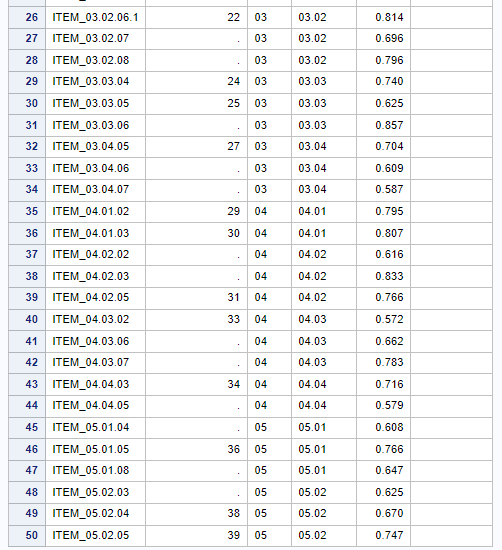 26 ITEM_03.02.06.1 22 03 03.02 0.814
27 ITEM_03.02.07 . 03 03.02 0.696
28 ITEM_03.02.08 . 03 03.02 0.796
29 ITEM_03.03.04 24 03 03.03 0.740
30 ITEM_03.03.05 25 03 03.03 0.625
31 ITEM_03.03.06 . 03 03.03 0.857
32 ITEM_03.04.05 27 03 03.04 0.704
33 ITEM_03.04.06 . 03 03.04 0.609
34 ITEM_03.04.07 . 03 03.04 0.587
35 ITEM_04.01.02 29 04 04.01 0.795
36 ITEM_04.01.03 30 04 04.01 0.807
37 ITEM_04.02.02 . 04 04.02 0.616
38 ITEM_04.02.03 . 04 04.02 0.833
39 ITEM_04.02.05 31 04 04.02 0.766
40 ITEM_04.03.02 33 04 04.03 0.572
41 ITEM_04.03.06 . 04 04.03 0.662
42 ITEM_04.03.07 . 04 04.03 0.783
43 ITEM_04.04.03 34 04 04.04 0.716
44 ITEM_04.04.05 . 04 04.04 0.579
45 ITEM_05.01.04 . 05 05.01 0.608
46 ITEM_05.01.05 36 05 05.01 0.766
47 ITEM_05.01.08 . 05 05.01 0.647
48 ITEM_05.02.03 . 05 05.02 0.625
49 ITEM_05.02.04 38 05 05.02 0.670
50 ITEM_05.02.05 39 05 05.02 0.747